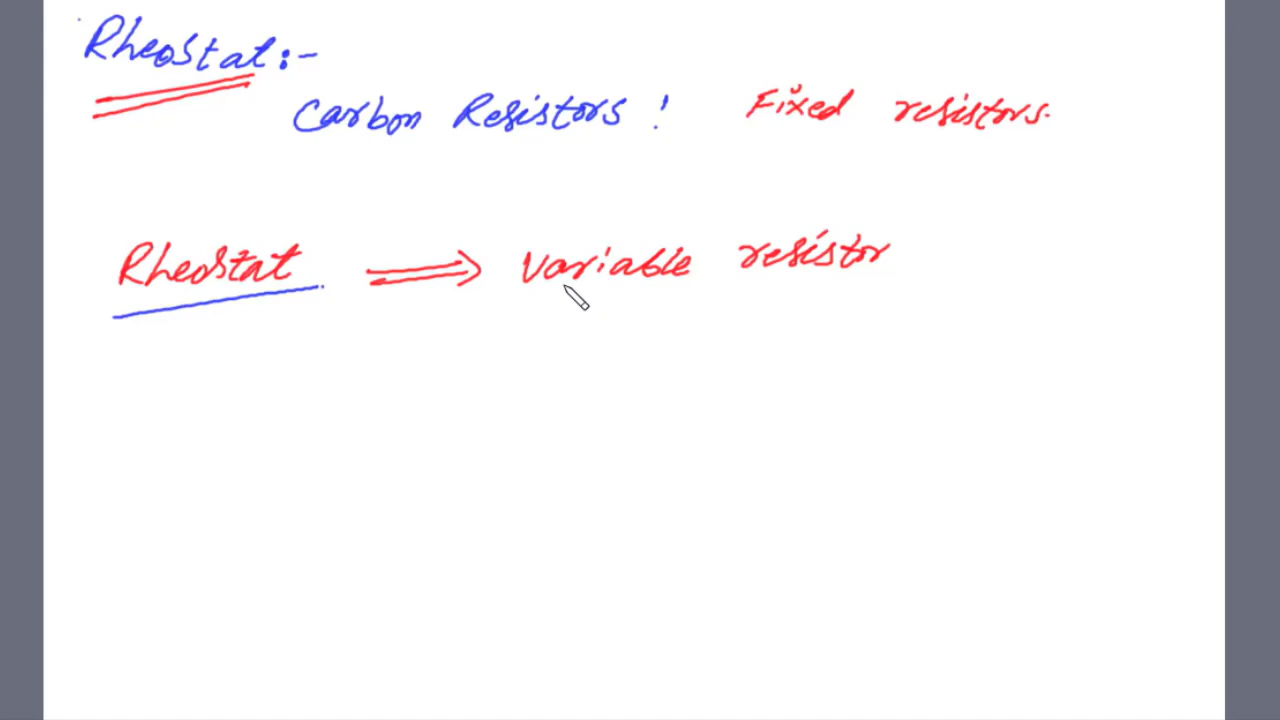 Rheostat:-
Carbon Resistors ! Fixed resistors.
Rheostat ⟹ Variable resistor